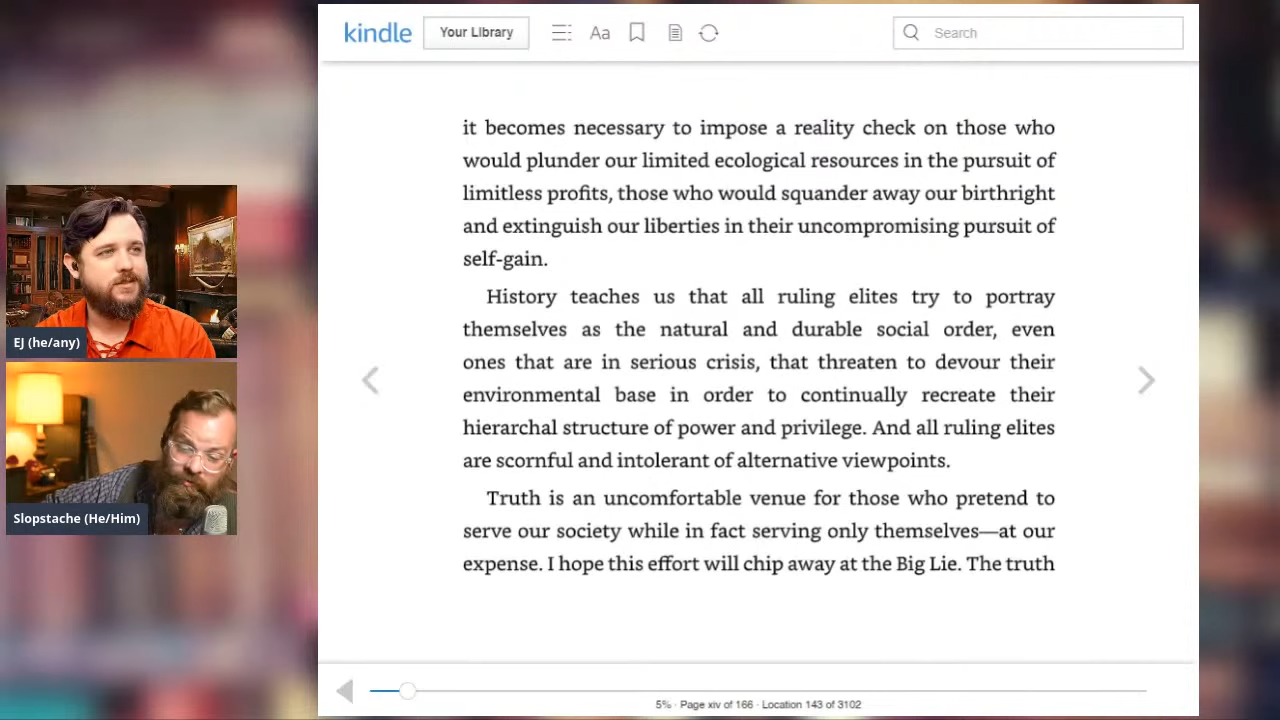 kindle
Your Library
Aa
Search
it becomes necessary to impose a reality check on those who
would plunder our limited ecological resources in the pursuit of
limitless profits, those who would squander away our birthright
and extinguish our liberties in their uncompromising pursuit of
self-gain.
History teaches us that all ruling elites try to portray
themselves as the natural and durable social order, even
ones that are in serious crisis, that threaten to devour their
environmental base in order to continually recreate their
hierarchal structure of power and privilege. And all ruling elites
are scornful and intolerant of alternative viewpoints.
Truth is an uncomfortable venue for those who pretend to
serve our society while in fact serving only themselves—at our
expense. I hope this effort will chip away at the Big Lie. The truth
5% · Page xiv of 166 · Location 143 of 3102
EJ (he/any)
Slopstache (He/Him)